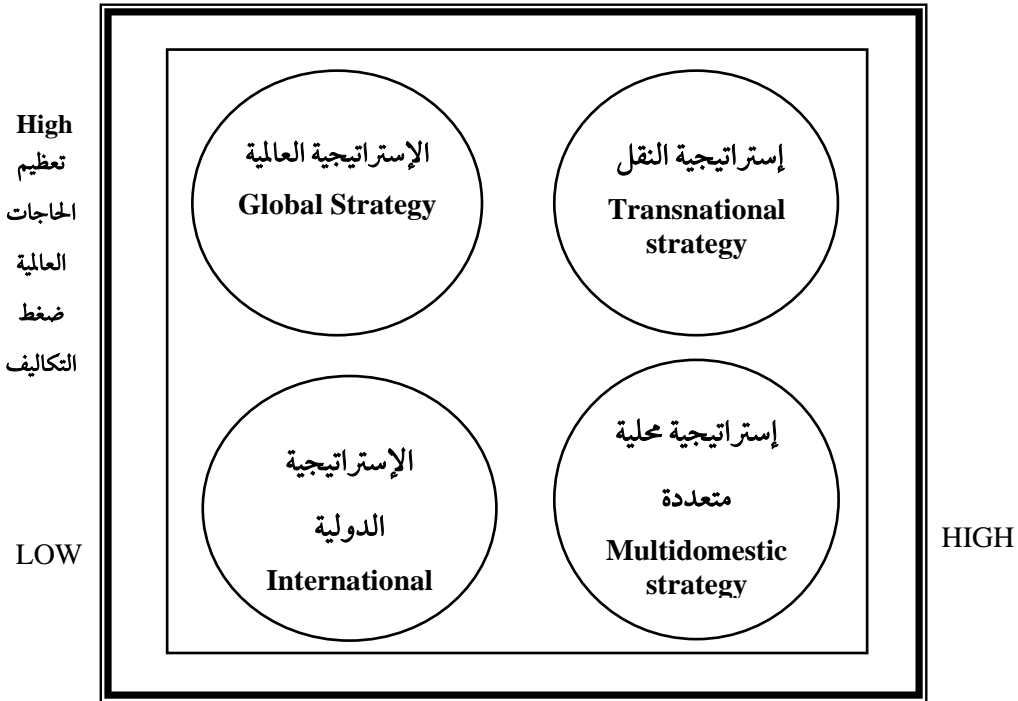 High
تعظيم
الحاجات
العالمية
ضغط
التكاليف
LOW
الإستراتيجية العالمية
Global Strategy
إستراتيجية النقل
Transnational
strategy
الإستراتيجية
الدولية
International
إستراتيجية محلية
متعددة
Multidomestic
strategy
HIGH